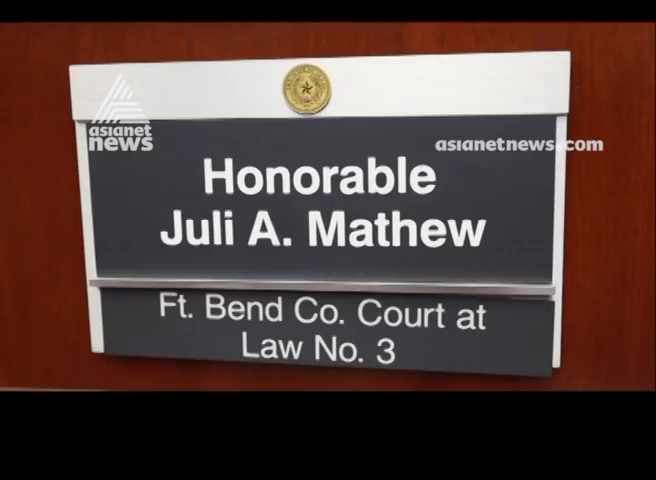 asianet
news
asianetnews.com
Honorable
Juli A. Mathew
Ft. Bend Co. Court at
Law No. 3